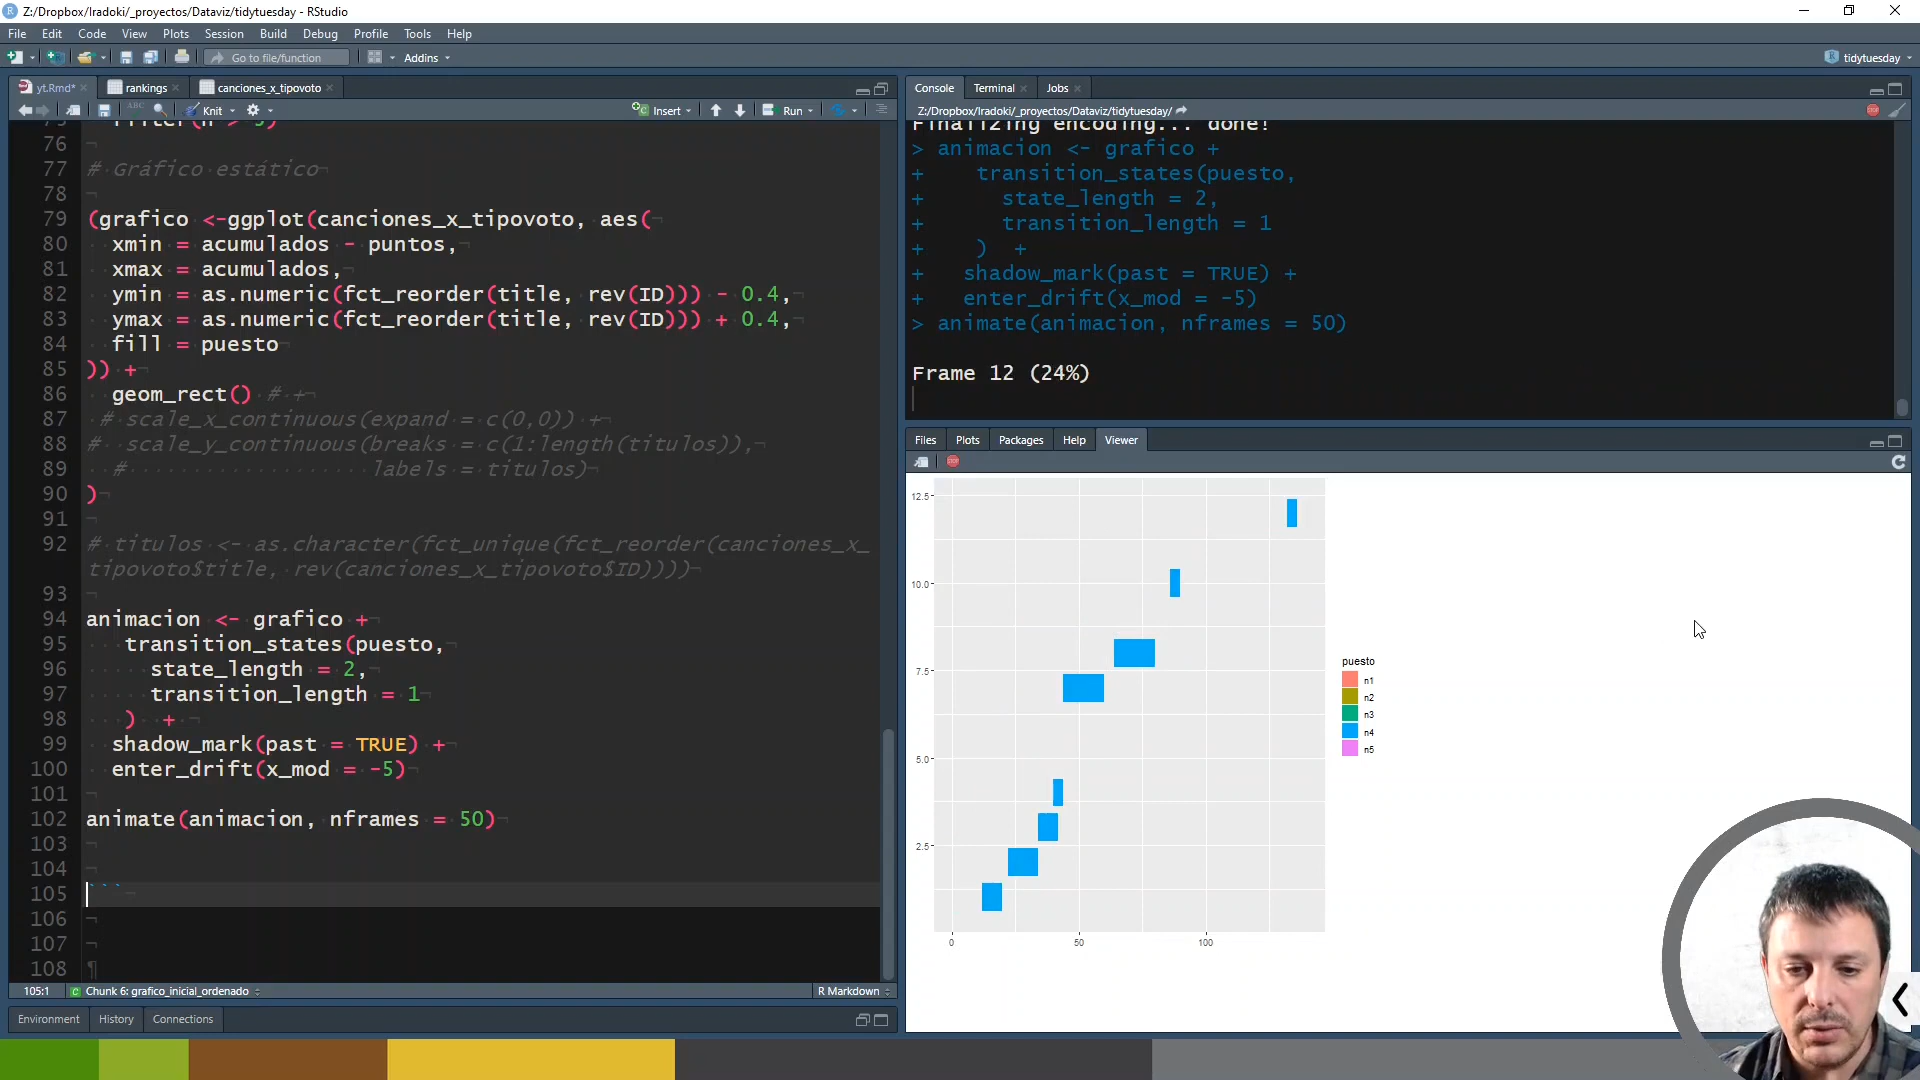 Z:/Dropbox/Iradoki/_proyectos/Dataviz/tidytuesday - RStudio
File Edit Code View Plots Session Build Debug Profile Tools Help
Go to file/function Addins tidytuesday
yt.Rmd* rankings canciones_x_tipovoto
Knit Insert Run
76
77 # Gráfico estático
78
79 (grafico <-ggplot(canciones_x_tipovoto, aes(
80 xmin = acumulados - puntos,
81 xmax = acumulados,
82 ymin = as.numeric(fct_reorder(title, rev(ID))) - 0.4,
83 ymax = as.numeric(fct_reorder(title, rev(ID))) + 0.4,
84 fill = puesto
85 )) +
86 geom_rect() # +
87 # scale_x_continuous(expand = c(0,0)) +
88 # scale_y_continuous(breaks = c(1:length(titulos)),
89 # labels = titulos)
90 )
91
92 # titulos <- as.character(fct_unique(fct_reorder(canciones_x_
tipovoto$title, rev(canciones_x_tipovoto$ID))))
93
94 animacion <- grafico +
95 transition_states(puesto,
96 state_length = 2,
97 transition_length = 1
98 ) +
99 shadow_mark(past = TRUE) +
100 enter_drift(x_mod = -5)
101
102 animate(animacion, nframes = 50)
103
104
105 ```
106
107
108
105:1 Chunk 6: grafico_inicial_ordenado R Markdown
Environment History Connections
Console Terminal Jobs
Z:/Dropbox/Iradoki/_proyectos/Dataviz/tidytuesday/
Finalizing encoding... done!
> animacion <- grafico +
+ transition_states(puesto,
+ state_length = 2,
+ transition_length = 1
+ ) +
+ shadow_mark(past = TRUE) +
+ enter_drift(x_mod = -5)
> animate(animacion, nframes = 50)
Frame 12 (24%)
Files Plots Packages Help Viewer
12.5
10.0
7.5
5.0
2.5
0 50 100
puesto
n1
n2
n3
n4
n5